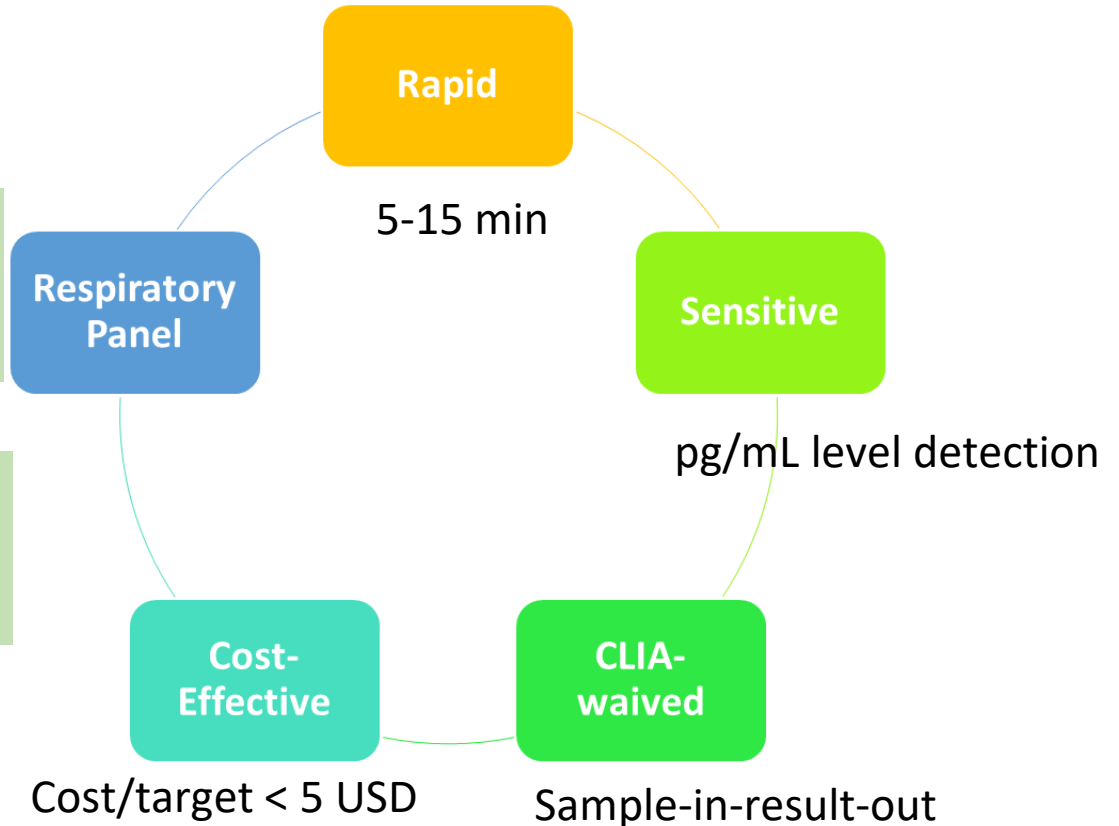 Rapid
5-15 min
Respiratory
Panel
Sensitive
pg/mL level detection
Cost-
Effective
CLIA-
waived
Cost/target < 5 USD
Sample-in-result-out